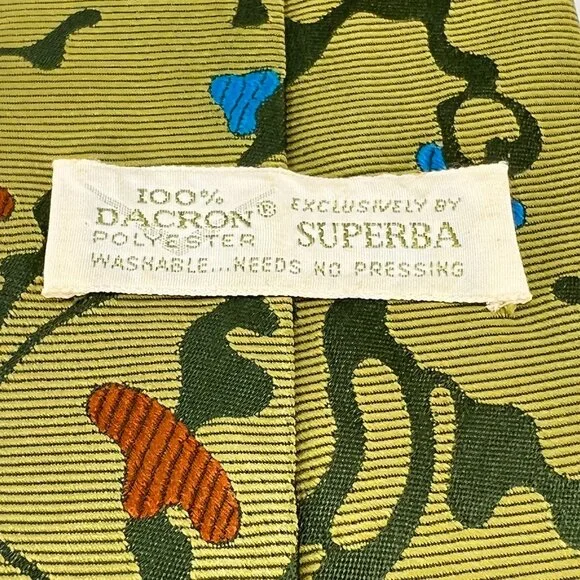 100%
DACRON®
POLYESTER
EXCLUSIVELY BY
SUPERBA
WASHABLE...NEEDS NO PRESSING